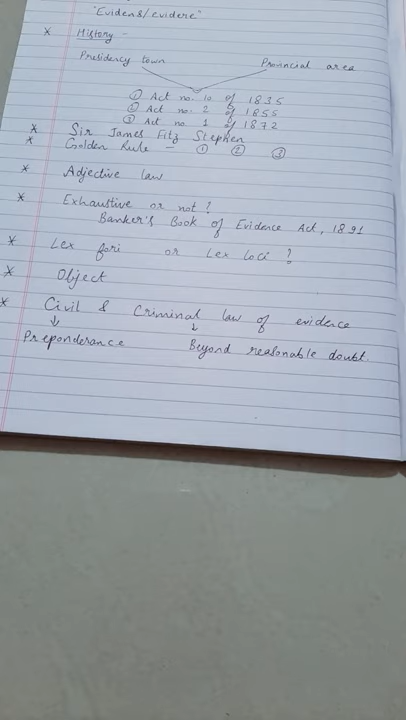 "Evidens/evidere"
* History -
Presidency town Provincial area
① Act no. 10 of 1835
② Act no. 2 of 1855
③ Act no 1 of 1872
* Sir James Fitz Stephen
* Golden Rule - ① ② ③
* Adjective law
* Exhaustive or not?
Banker's Book of Evidence Act, 1891
* Lex fori or Lex loci?
* Object
* Civil & Criminal law of evidence
↓ ↓
Preponderance Beyond reasonable doubt.